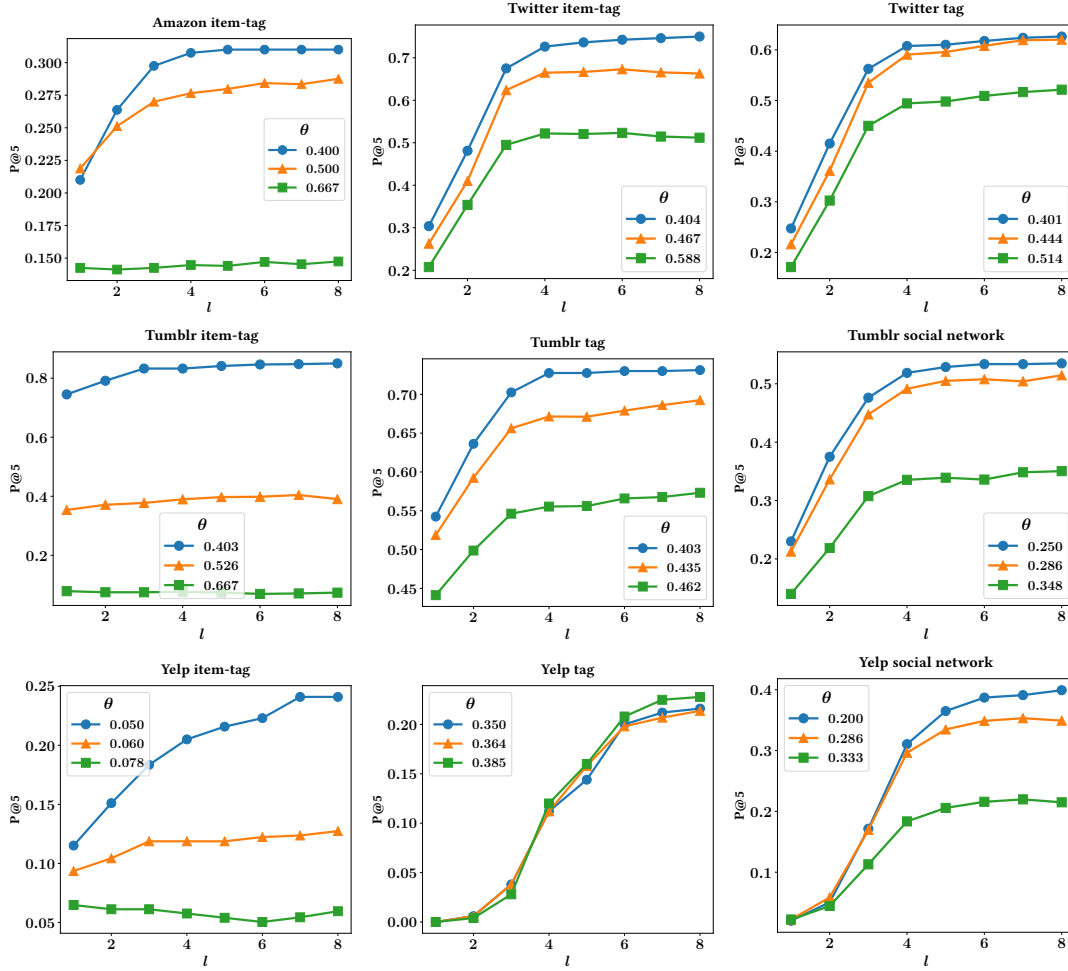 Amazon item-tag
P@5
0.300
0.275
0.250
0.225
0.200
0.175
0.150
θ
0.400
0.500
0.667
2 4 6 8
l
Twitter item-tag
P@5
0.7
0.6
0.5
0.4
0.3
0.2
θ
0.404
0.467
0.588
2 4 6 8
l
Twitter tag
P@5
0.6
0.5
0.4
0.3
0.2
θ
0.401
0.444
0.514
2 4 6 8
l
Tumblr item-tag
P@5
0.8
0.6
0.4
0.2
θ
0.403
0.526
0.667
2 4 6 8
l
Tumblr tag
P@5
0.70
0.65
0.60
0.55
0.50
0.45
θ
0.403
0.435
0.462
2 4 6 8
l
Tumblr social network
P@5
0.5
0.4
0.3
0.2
θ
0.250
0.286
0.348
2 4 6 8
l
Yelp item-tag
P@5
0.25
0.20
0.15
0.10
0.05
θ
0.050
0.060
0.078
2 4 6 8
l
Yelp tag
P@5
0.20
0.15
0.10
0.05
0.00
θ
0.350
0.364
0.385
2 4 6 8
l
Yelp social network
P@5
0.4
0.3
0.2
0.1
θ
0.200
0.286
0.333
2 4 6 8
l